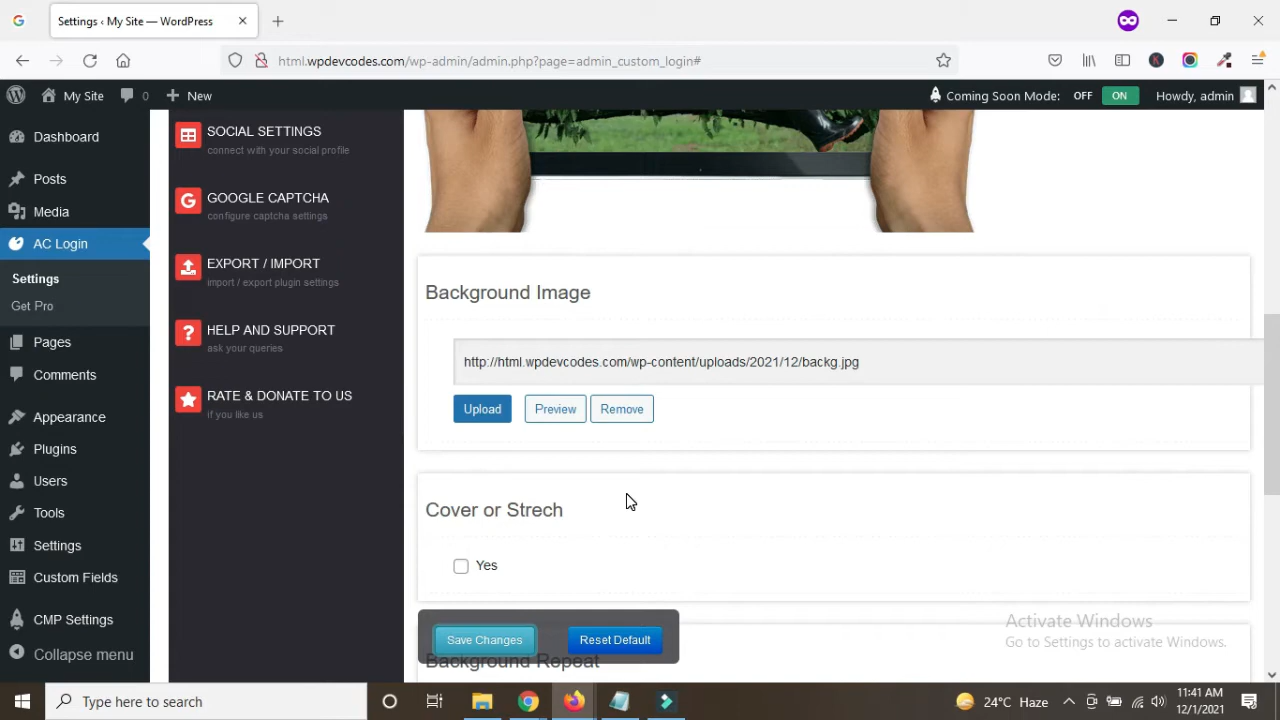 Settings ‹ My Site — WordPress
html.wpdevcodes.com/wp-admin/admin.php?page=admin_custom_login#
My Site
0
New
Coming Soon Mode:
OFF
ON
Howdy, admin
Dashboard
Posts
Media
AC Login
Settings
Get Pro
Pages
Comments
Appearance
Plugins
Users
Tools
Settings
Custom Fields
CMP Settings
Collapse menu
SOCIAL SETTINGS
connect with your social profile
GOOGLE CAPTCHA
configure captcha settings
EXPORT / IMPORT
import / export plugin settings
HELP AND SUPPORT
ask your queries
RATE & DONATE TO US
if you like us
Background Image
http://html.wpdevcodes.com/wp-content/uploads/2021/12/backg.jpg
Upload
Preview
Remove
Cover or Strech
Yes
Save Changes
Reset Default
Background Repeat
Activate Windows
Go to Settings to activate Windows.
Type here to search
24°C Haze
11:41 AM
12/1/2021